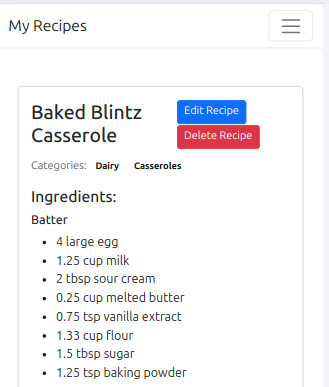 My Recipes
Baked Blintz
Casserole
Edit Recipe
Delete Recipe
Categories: Dairy Casseroles
Ingredients:
Batter
4 large egg
1.25 cup milk
2 tbsp sour cream
0.25 cup melted butter
0.75 tsp vanilla extract
1.33 cup flour
1.5 tbsp sugar
1.25 tsp baking powder